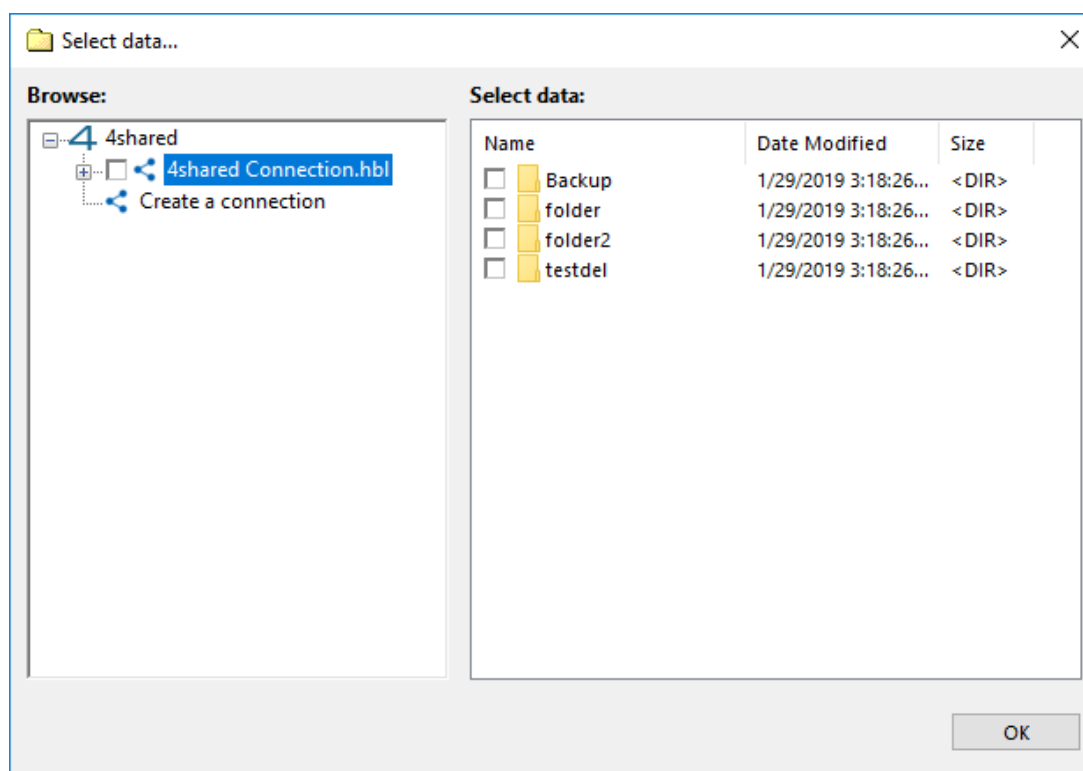 Select data...
Browse:
4shared
4shared Connection.hbl
Create a connection
Select data:
Name Date Modified Size
Backup 1/29/2019 3:18:26... <DIR>
folder 1/29/2019 3:18:26... <DIR>
folder2 1/29/2019 3:18:26... <DIR>
testdel 1/29/2019 3:18:26... <DIR>
OK